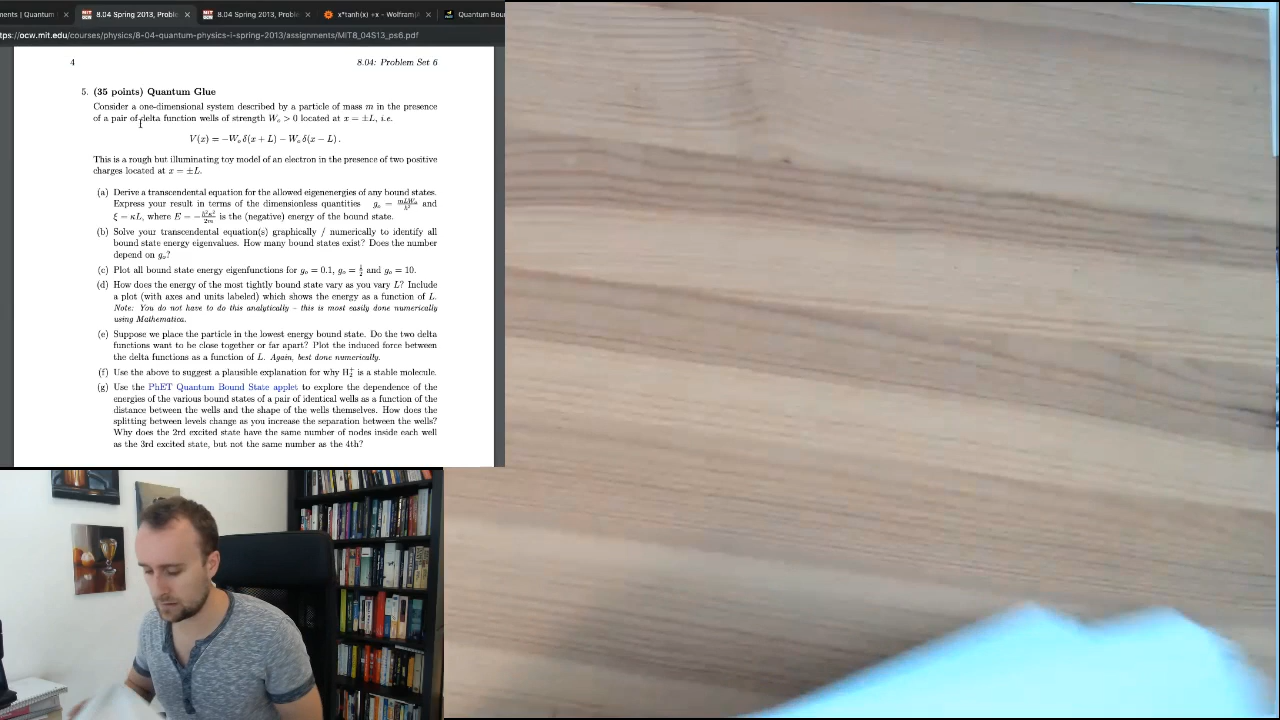 ments | Quantum
8.04 Spring 2013, Proble
8.04 Spring 2013, Proble
x*tanh(x) +x - Wolfram|A
Quantum Bou
tps://ocw.mit.edu/courses/physics/8-04-quantum-physics-i-spring-2013/assignments/MIT8_04S13_ps6.pdf
4 8.04: Problem Set 6
5. (35 points) Quantum Glue
Consider a one-dimensional system described by a particle of mass m in the presence
of a pair of delta function wells of strength Wₒ > 0 located at x = ±L, i.e.
V(x) = −Wₒ δ(x + L) − Wₒ δ(x − L) .
This is a rough but illuminating toy model of an electron in the presence of two positive
charges located at x = ±L.
(a) Derive a transcendental equation for the allowed eigenenergies of any bound states.
Express your result in terms of the dimensionless quantities gₒ = mLWₒ/ħ² and
ξ = κL, where E = −ħ²κ²/2m is the (negative) energy of the bound state.
(b) Solve your transcendental equation(s) graphically / numerically to identify all
bound state energy eigenvalues. How many bound states exist? Does the number
depend on gₒ?
(c) Plot all bound state energy eigenfunctions for gₒ = 0.1, gₒ = 1/2 and gₒ = 10.
(d) How does the energy of the most tightly bound state vary as you vary L? Include
a plot (with axes and units labeled) which shows the energy as a function of L.
Note: You do not have to do this analytically – this is most easily done numerically
using Mathematica.
(e) Suppose we place the particle in the lowest energy bound state. Do the two delta
functions want to be close together or far apart? Plot the induced force between
the delta functions as a function of L. Again, best done numerically.
(f) Use the above to suggest a plausible explanation for why H₂⁺ is a stable molecule.
(g) Use the PhET Quantum Bound State applet to explore the dependence of the
energies of the various bound states of a pair of identical wells as a function of the
distance between the wells and the shape of the wells themselves. How does the
splitting between levels change as you increase the separation between the wells?
Why does the 2rd excited state have the same number of nodes inside each well
as the 3rd excited state, but not the same number as the 4th?